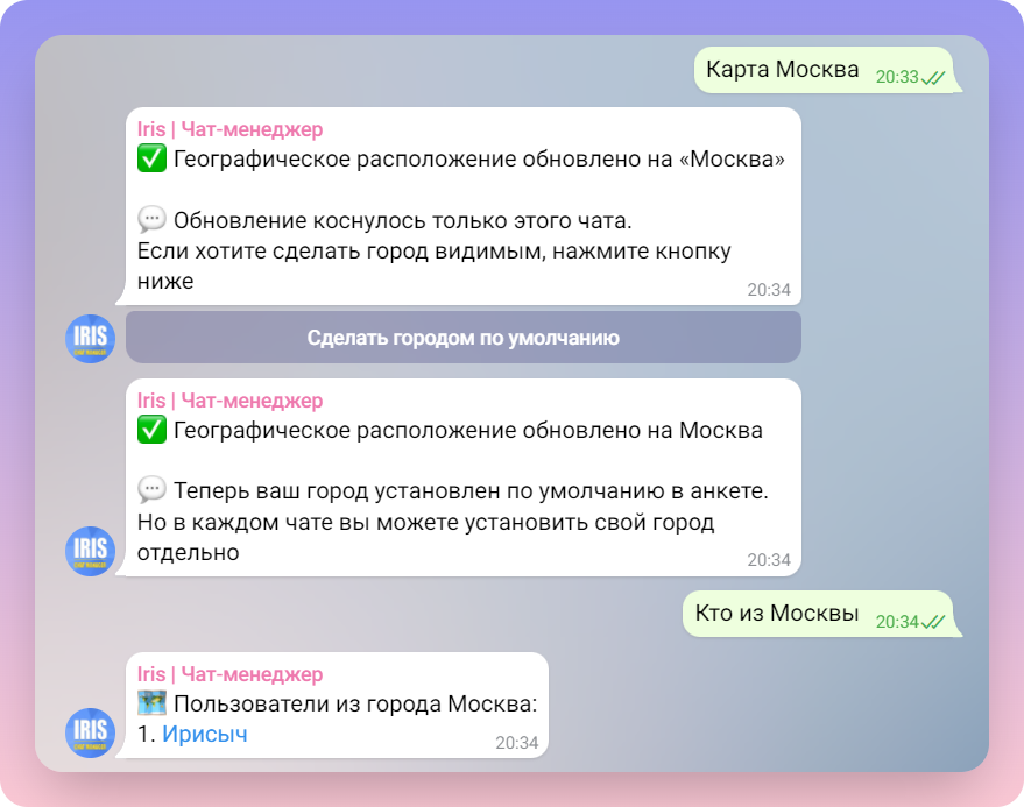 Карта Москва 20:33
Iris | Чат-менеджер
✅ Географическое расположение обновлено на «Москва»
💬 Обновление коснулось только этого чата.
Если хотите сделать город видимым, нажмите кнопку
ниже 20:34
IRIS
Сделать городом по умолчанию
Iris | Чат-менеджер
✅ Географическое расположение обновлено на Москва
💬 Теперь ваш город установлен по умолчанию в анкете.
Но в каждом чате вы можете установить свой город
отдельно 20:34
IRIS
Кто из Москвы 20:34
Iris | Чат-менеджер
🗺️ Пользователи из города Москва:
1. Ирисыч 20:34
IRIS